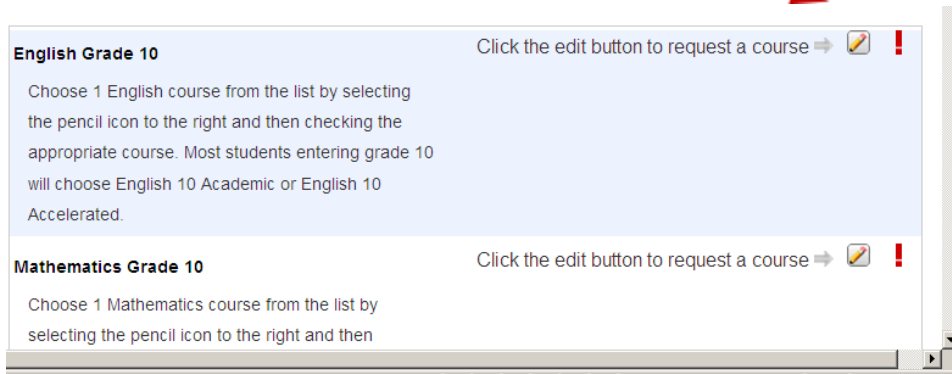 English Grade 10
Click the edit button to request a course
Choose 1 English course from the list by selecting
the pencil icon to the right and then checking the
appropriate course. Most students entering grade 10
will choose English 10 Academic or English 10
Accelerated.
Mathematics Grade 10
Click the edit button to request a course
Choose 1 Mathematics course from the list by
selecting the pencil icon to the right and then